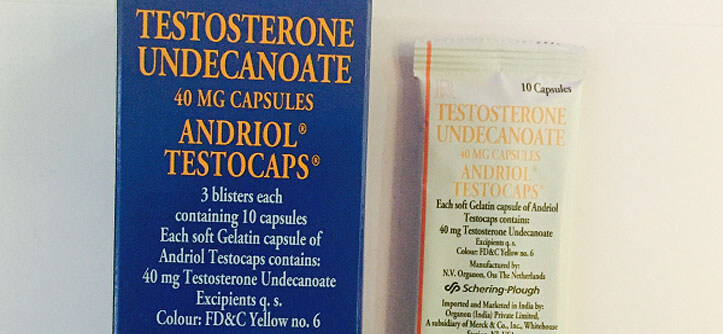 TESTOSTERONE
UNDECANOATE
40 MG CAPSULES
ANDRIOL®
TESTOCAPS®
3 blisters each
containing 10 capsules
Each soft Gelatin capsule of
Andriol Testocaps contains:
40 mg Testosterone Undecanoate
Excipients q. s.
Colour: FD&C Yellow no. 6
10 Capsules
TESTOSTERONE
UNDECANOATE
40 MG CAPSULES
ANDRIOL®
TESTOCAPS®
Each soft Gelatin capsule of Andriol
Testocaps contains:
40 mg Testosterone Undecanoate
Excipients q. s.
Colour: FD&C Yellow no. 6
Manufactured by:
N.V. Organon, Oss The Netherlands
Schering-Plough
Imported and Marketed in India by:
Organon (India) Private Limited,
A subsidiary of Merck & Co., Inc., Whitehouse